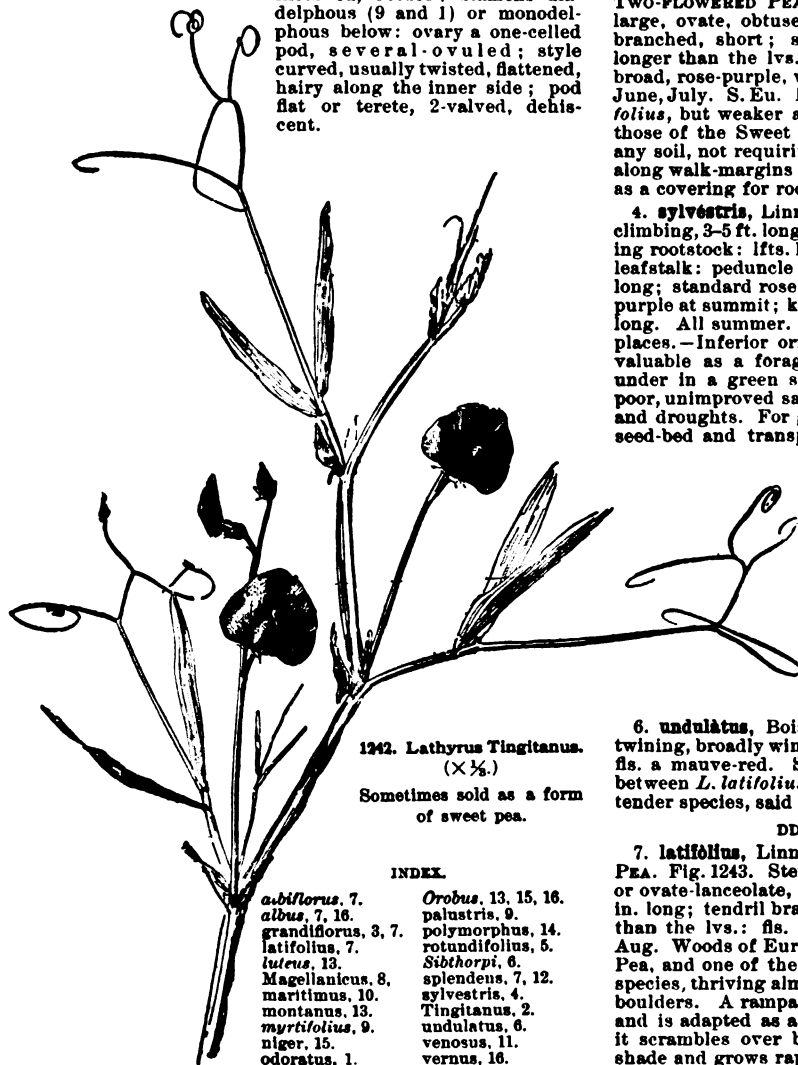 delphous (9 and 1) or monodel-
phous below: ovary a one-celled
pod, several-ovuled; style
curved, usually twisted, flattened,
hairy along the inner side; pod
flat or terete, 2-valved, dehis-
cent.
1242. Lathyrus Tingitanus.
(× ⅓.)
Sometimes sold as a form
of sweet pea.
INDEX.
albiflorus, 7.
albus, 7, 16.
grandiflorus, 3, 7.
latifolius, 7.
luteus, 13.
Magellanicus, 8,
maritimus, 10.
montanus, 13.
myrtifolius, 9.
niger, 15.
odoratus, 1.
Orobus, 13, 15, 16.
palustris, 9.
polymorphus, 14.
rotundifolius, 5.
Sibthorpi, 6.
splendens, 7, 12.
sylvestris, 4.
Tingitanus, 2.
undulatus, 6.
venosus, 11.
vernus, 16.
TWO-FLOWERED PEA
large, ovate, obtuse
branched, short; s
longer than the lvs.
broad, rose-purple, w
June, July. S. Eu.
folius, but weaker a
those of the Sweet
any soil, not requiri
along walk-margins
as a covering for roc
4. sylvéstris, Linn
climbing, 3–5 ft. long
ing rootstock: lfts. l
leafstalk: peduncle
long; standard rose
purple at summit; k
long. All summer.
places.—Inferior or
valuable as a forag
under in a green s
poor, unimproved sa
and droughts. For
seed-bed and transp
6. undulàtus, Bois
twining, broadly win
fls. a mauve-red. S
between L. latifoliu
tender species, said
DD
7. latifòlius, Linn
PEA. Fig. 1243. Ste
or ovate-lanceolate,
in. long; tendril bra
than the lvs.: fls.
Aug. Woods of Eur
Pea, and one of the
species, thriving alm
boulders. A rampa
and is adapted as a
it scrambles over b
shade and grows rap